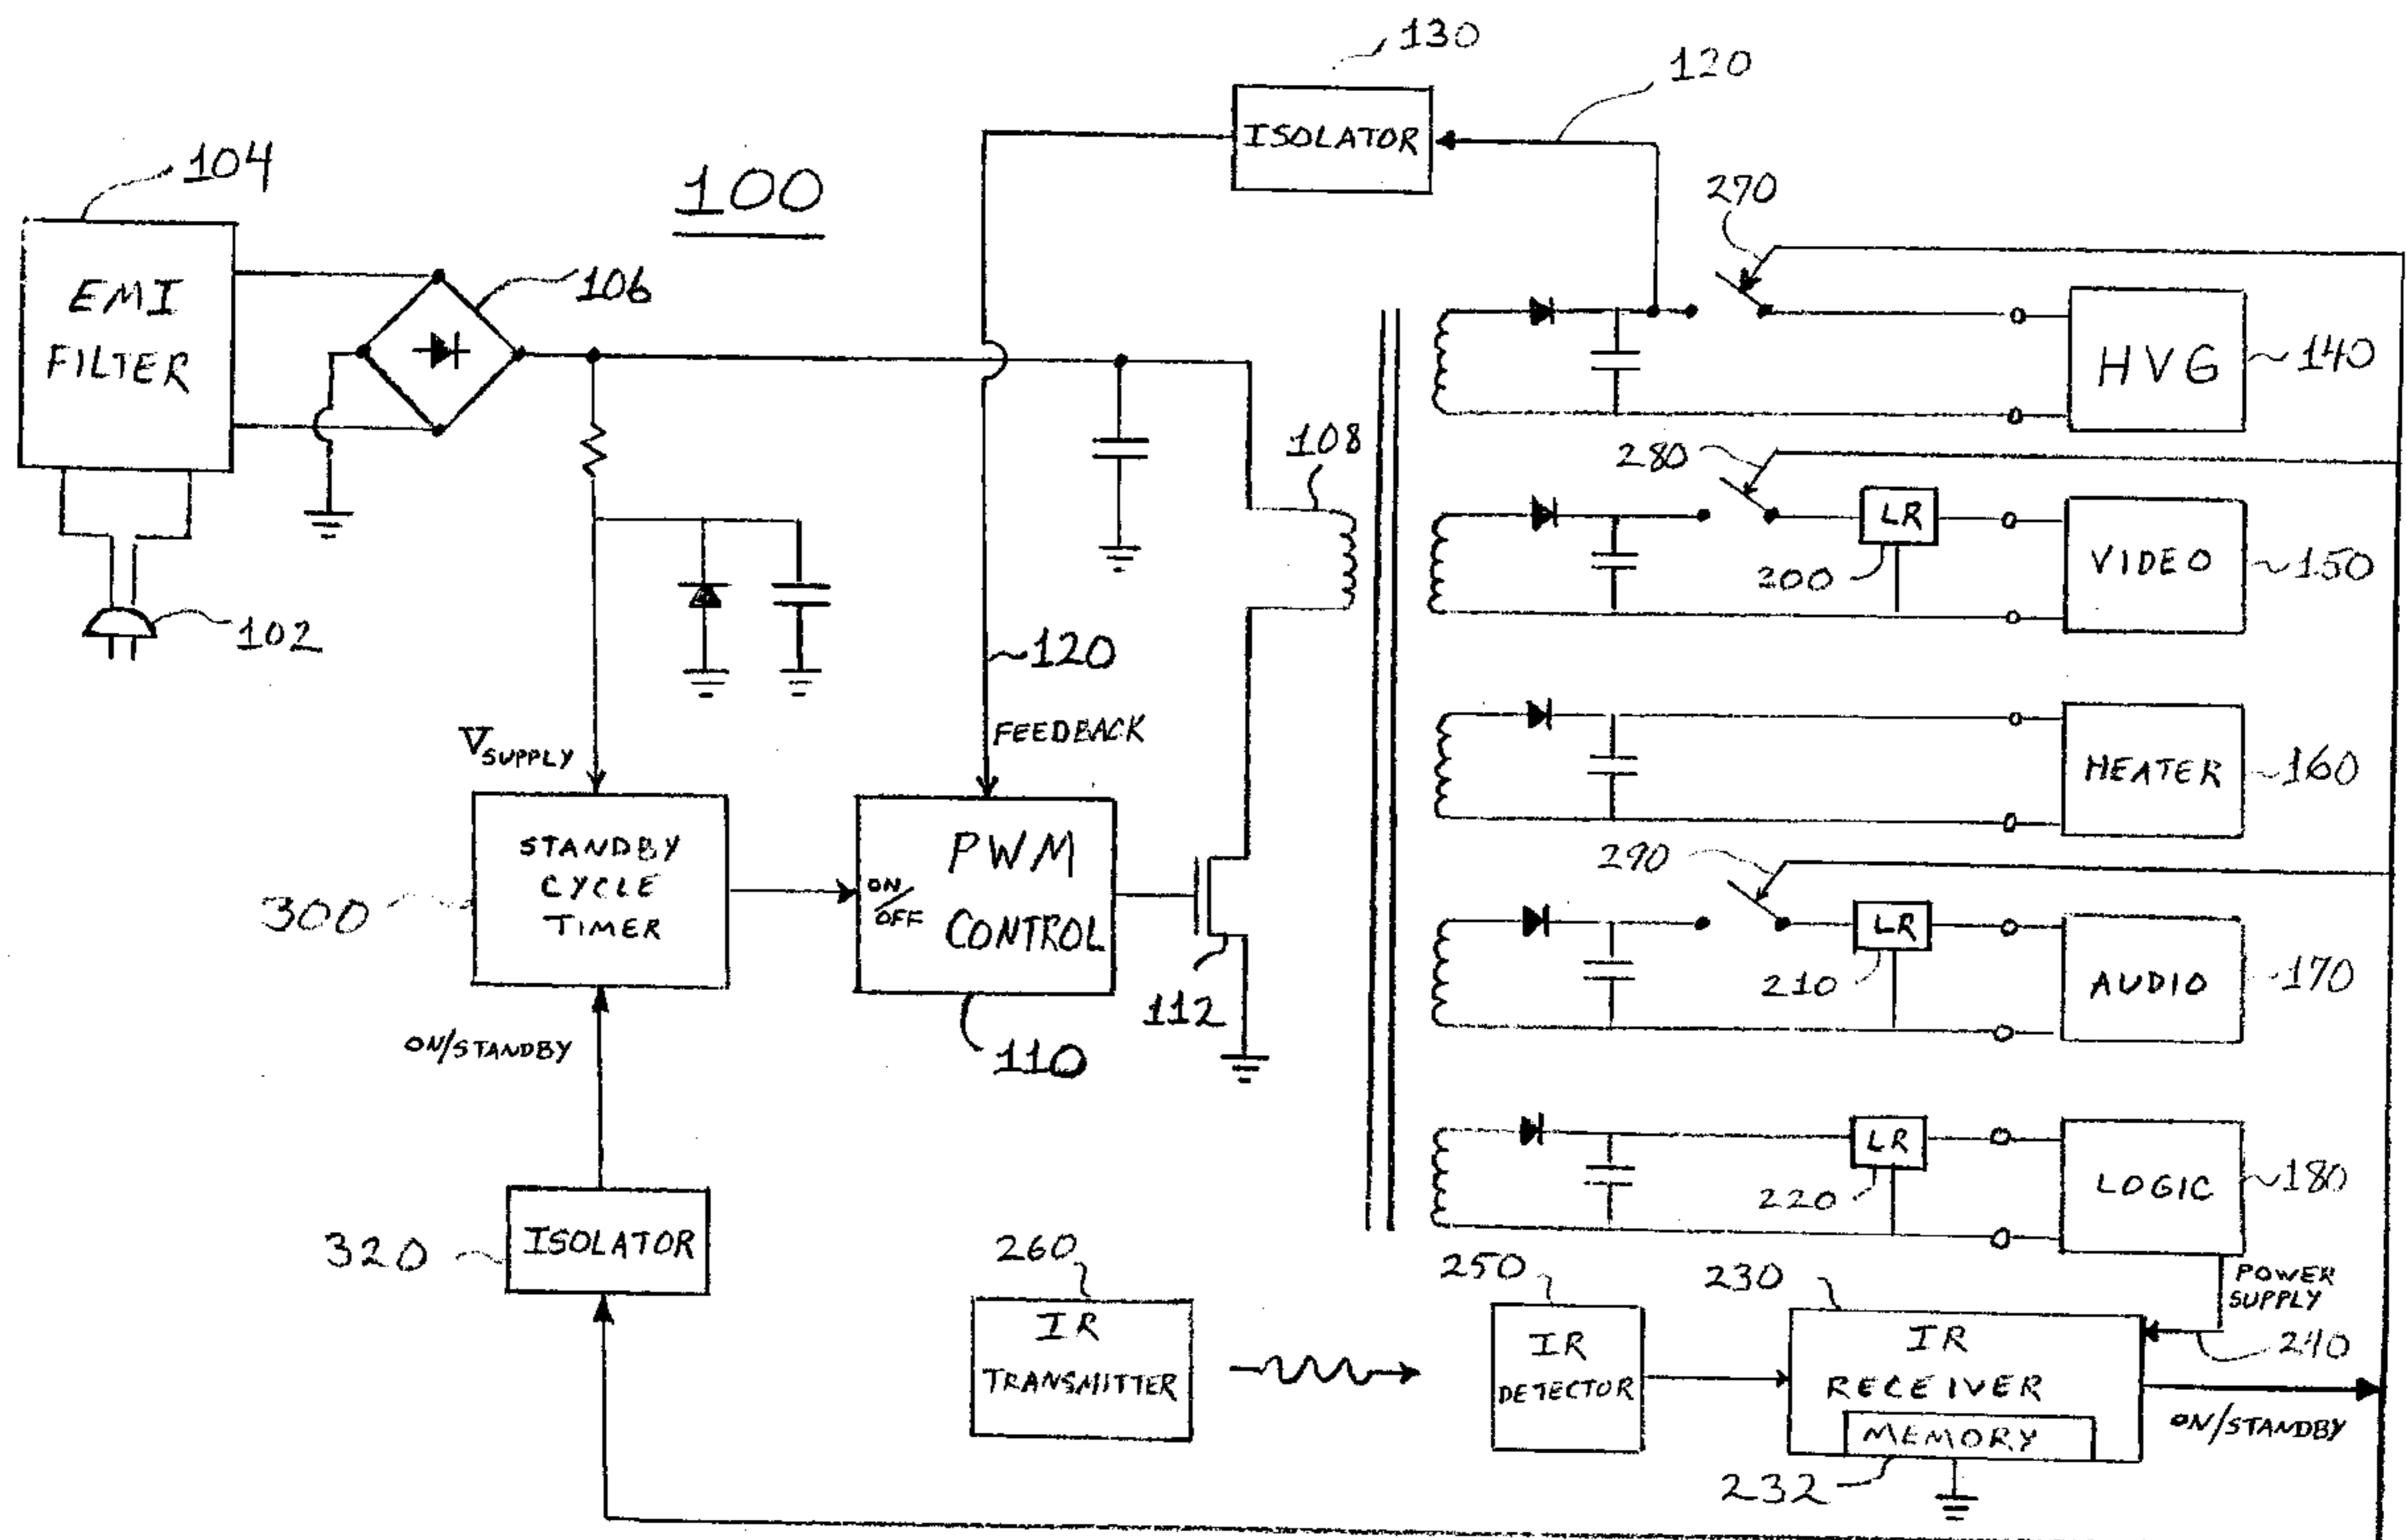 130
120
ISOLATOR
104
100
270
EMI
FILTER
106
HVG
140
108
280
LR
200
VIDEO
150
102
120
FEEDBACK
VSUPPLY
HEATER
160
STANDBY
CYCLE
TIMER
300
ON/OFF
PWM
CONTROL
290
LR
210
AUDIO
170
112
110
ON/STANDBY
LR
220
LOGIC
180
ISOLATOR
320
260
250
230
POWER
SUPPLY
IR
TRANSMITTER
IR
DETECTOR
IR
RECEIVER
MEMORY
240
ON/STANDBY
232